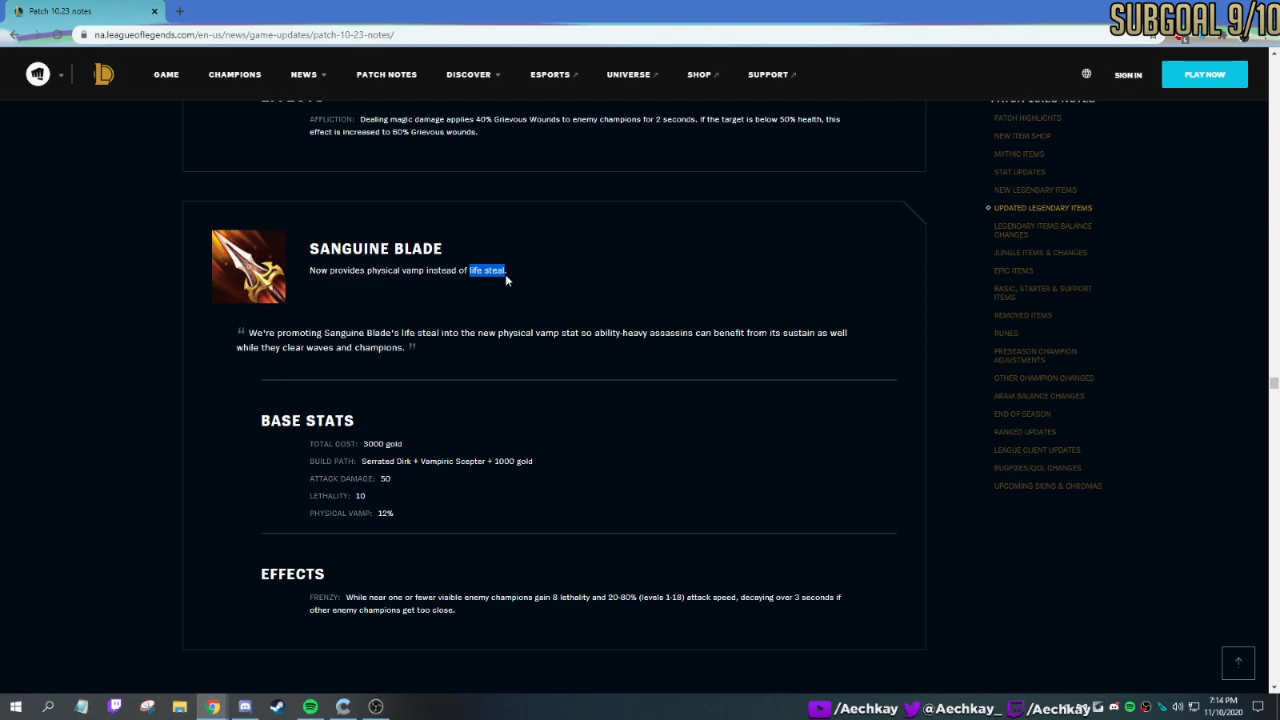 Patch 10.23 notes
SUBGOAL 9/10
na.leagueoflegends.com/en-us/news/game-updates/patch-10-23-notes/
GAME
CHAMPIONS
NEWS
PATCH NOTES
DISCOVER
ESPORTS
UNIVERSE
SHOP
SUPPORT
SIGN IN
PLAY NOW
EFFECTS
AFFLICTION: Dealing magic damage applies 40% Grievous Wounds to enemy champions for 2 seconds. If the target is below 50% health, this
effect is increased to 60% Grievous wounds.
SANGUINE BLADE
Now provides physical vamp instead of life steal.
" We're promoting Sanguine Blade's life steal into the new physical vamp stat so ability-heavy assassins can benefit from its sustain as well
while they clear waves and champions. "
BASE STATS
TOTAL COST: 3000 gold
BUILD PATH: Serrated Dirk + Vampiric Scepter + 1000 gold
ATTACK DAMAGE: 50
LETHALITY: 10
PHYSICAL VAMP: 12%
EFFECTS
FRENZY: While near one or fewer visible enemy champions gain 8 lethality and 20-80% (levels 1-18) attack speed, decaying over 3 seconds if
other enemy champions get too close.
PATCH 10.23 NOTES
PATCH HIGHLIGHTS
NEW ITEM SHOP
MYTHIC ITEMS
STAT UPDATES
NEW LEGENDARY ITEMS
UPDATED LEGENDARY ITEMS
LEGENDARY ITEMS BALANCE
CHANGES
JUNGLE ITEMS & CHANGES
EPIC ITEMS
BASIC, STARTER & SUPPORT
ITEMS
REMOVED ITEMS
RUNES
PRESEASON CHAMPION
ADJUSTMENTS
OTHER CHAMPION CHANGES
ARAM BALANCE CHANGES
END OF SEASON
RANKED UPDATES
LEAGUE CLIENT UPDATES
BUGFIXES/QOL CHANGES
UPCOMING SKINS & CHROMAS
/Aechkay
@Aechkay_
/Aechkay
7:14 PM
11/10/2020